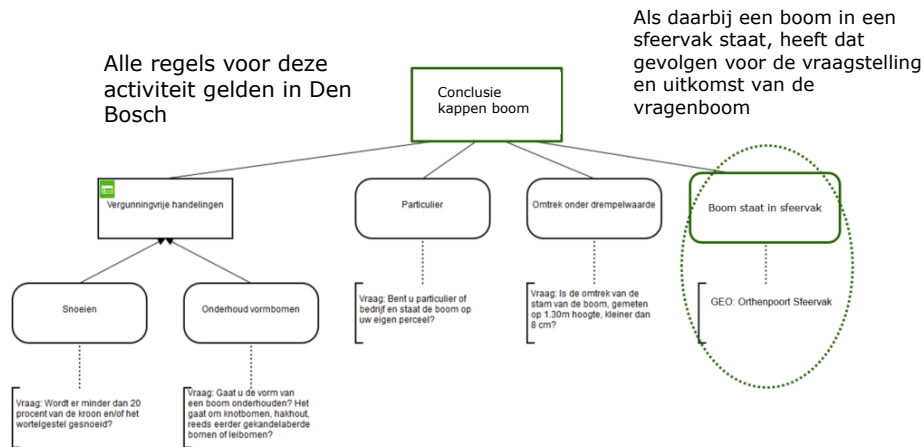 Alle regels voor deze
activiteit gelden in Den
Bosch
Als daarbij een boom in een
sfeervak staat, heeft dat
gevolgen voor de vraagstelling
en uitkomst van de
vragenboom
Conclusie
kappen boom
Vergunningvrije handelingen
Particulier
Omtrek onder drempelwaarde
Boom staat in sfeervak
Snoeien
Onderhoud vormbomen
Vraag: Bent u particulier of
bedrijf en staat de boom op
uw eigen perceel?
Vraag: Is de omtrek van de
stam van de boom, gemeten
op 1.30m hoogte, kleiner dan
8 cm?
GEO: Orthenpoort Sfeervak
Vraag: Wordt er minder dan 20
procent van de kroon en/of het
wortelgestel gesnoeid?
Vraag: Gaat u de vorm van
een boom onderhouden? Het
gaat om knotbomen, hakhout,
reeds eerder gekandelaberde
bomen of leibomen?